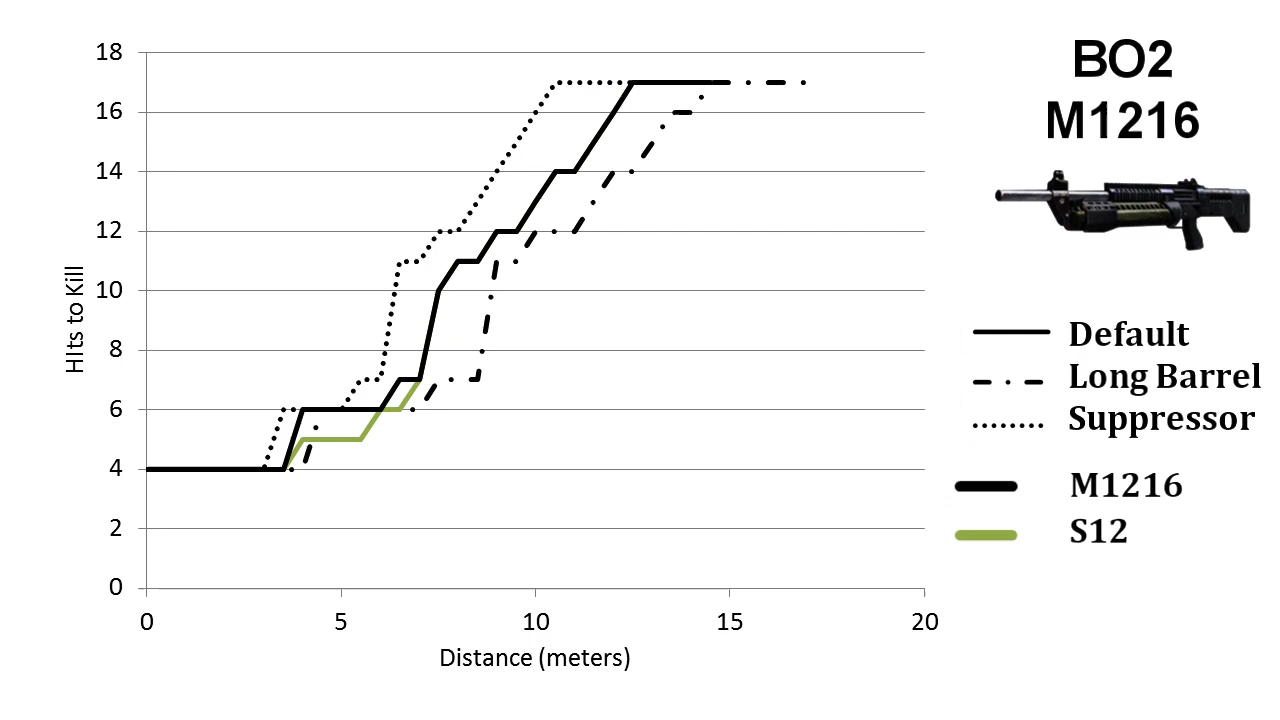 BO2
M1216
18
16
14
12
10
8
6
4
2
0
HIts to Kill
0 5 10 15 20
Distance (meters)
Default
Long Barrel
Suppressor
M1216
S12